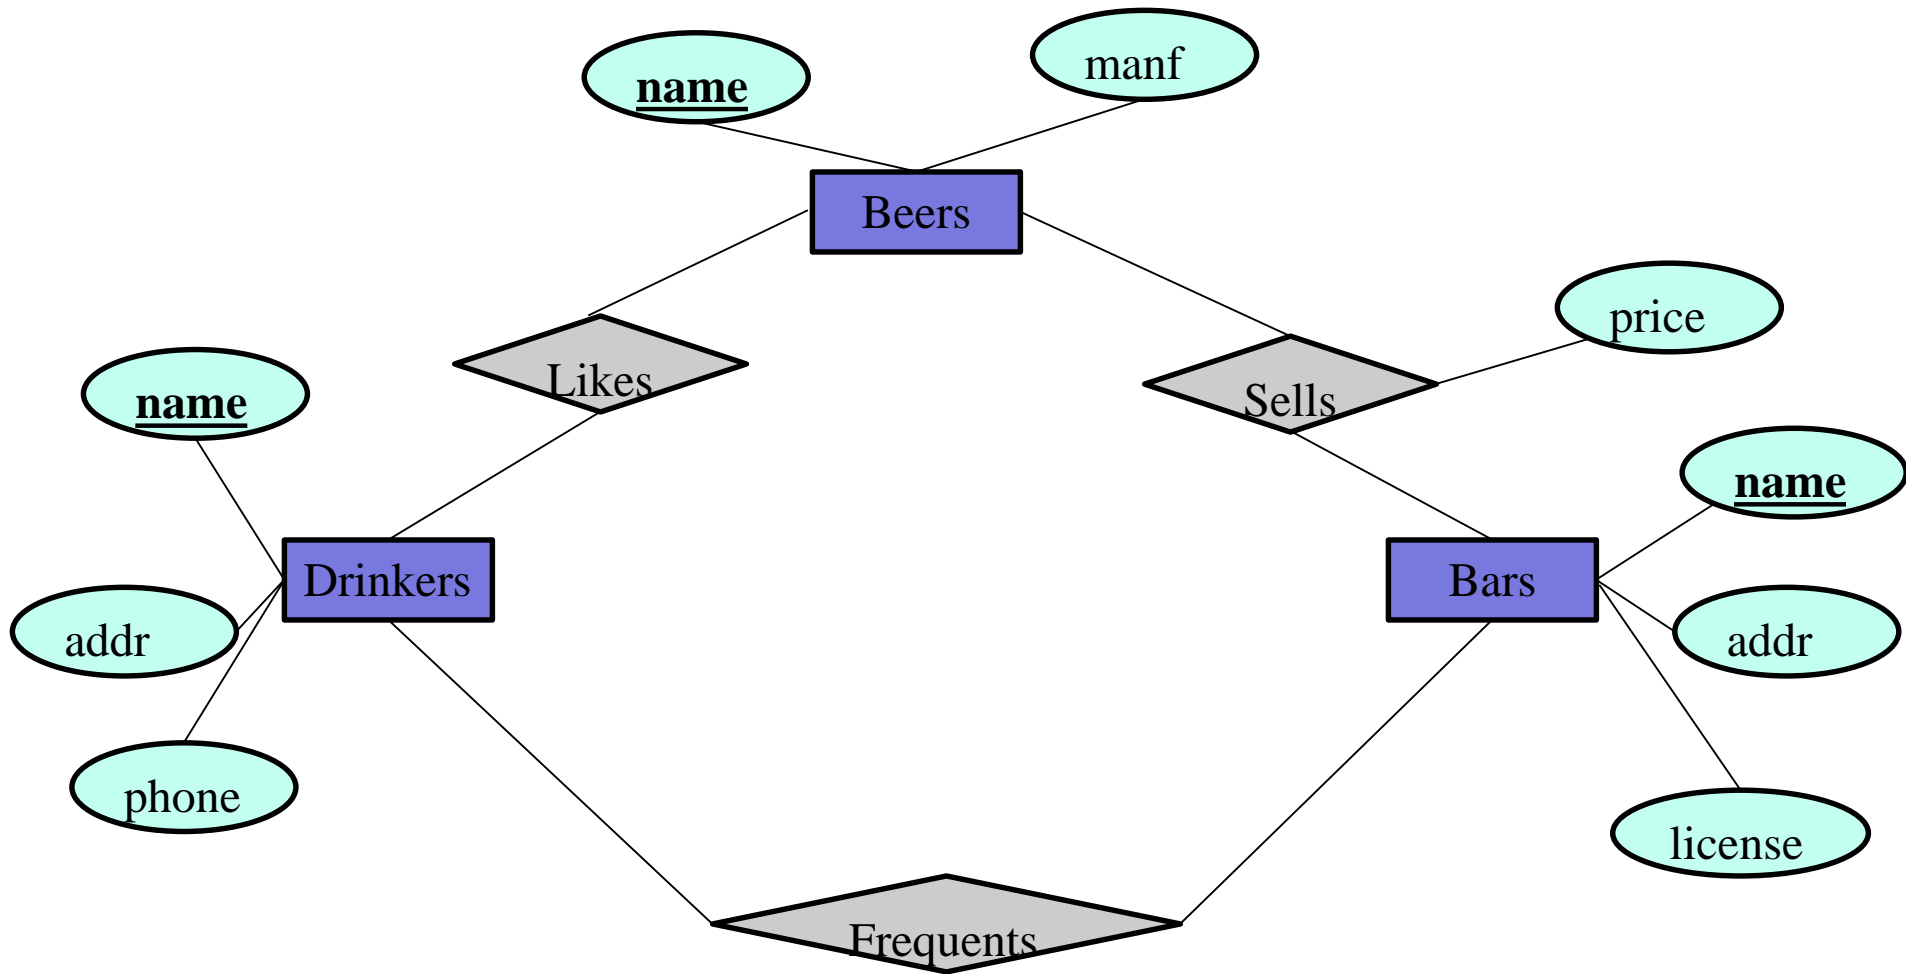 name
manf
Beers
price
Likes
Sells
name
name
Drinkers
Bars
addr
addr
phone
license
Frequents